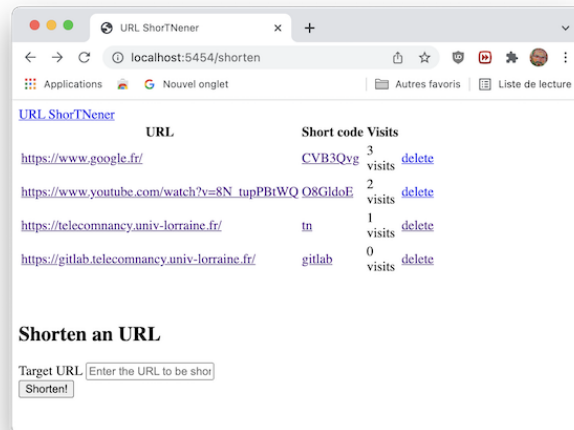 URL ShorTNener
localhost:5454/shorten
Applications G Nouvel onglet Autres favoris Liste de lecture
URL ShorTNener
URL Short code Visits
https://www.google.fr/ CVB3Qvg 3 visits delete
https://www.youtube.com/watch?v=8N_tupPBtWQ O8GldoE 2 visits delete
https://telecomnancy.univ-lorraine.fr/ tn 1 visits delete
https://gitlab.telecomnancy.univ-lorraine.fr/ gitlab 0 visits delete
Shorten an URL
Target URL Enter the URL to be shor
Shorten!